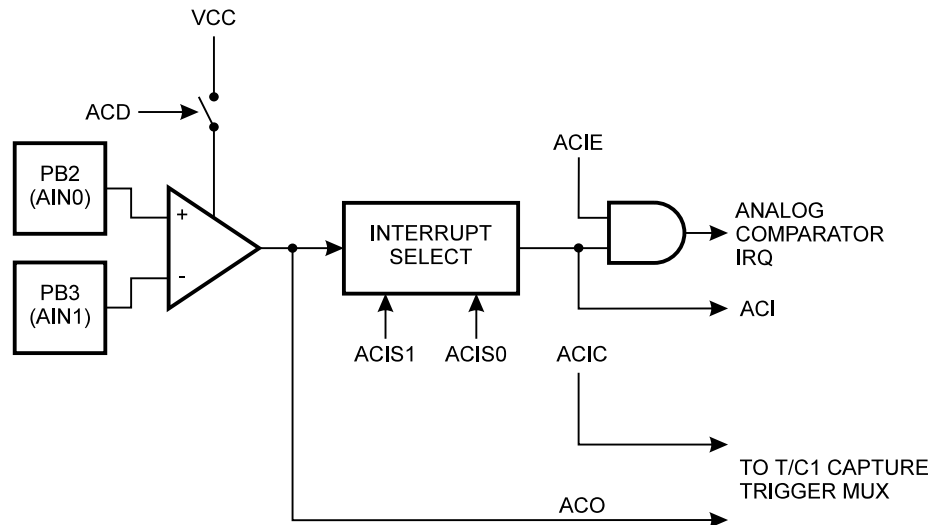 VCC
ACD
PB2
(AIN0)
+
PB3
(AIN1)
-
INTERRUPT
SELECT
ACIS1
ACIS0
ACIE
ANALOG
COMPARATOR
IRQ
ACI
ACIC
TO T/C1 CAPTURE
TRIGGER MUX
ACO